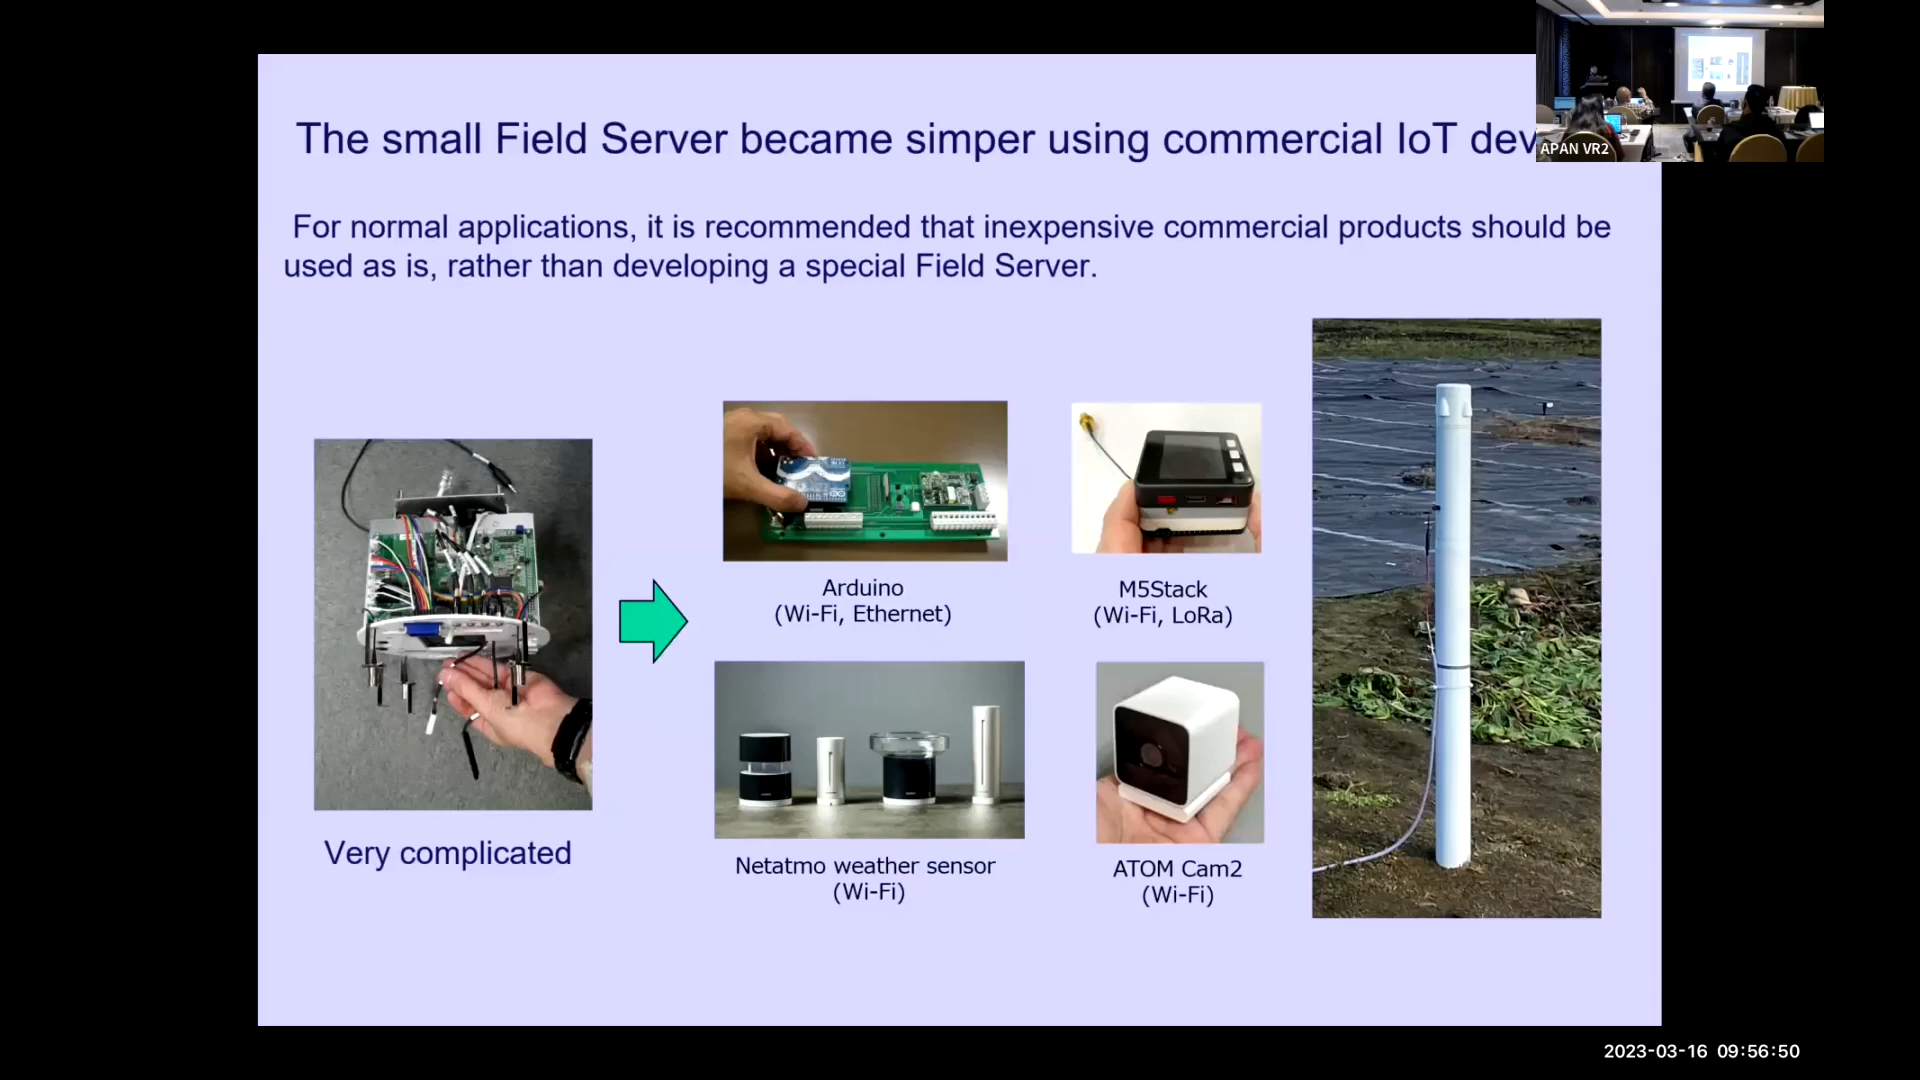 The small Field Server became simper using commercial IoT dev
APAN VR2
For normal applications, it is recommended that inexpensive commercial products should be
used as is, rather than developing a special Field Server.
Arduino
(Wi-Fi, Ethernet)
M5Stack
(Wi-Fi, LoRa)
Very complicated
Netatmo weather sensor
(Wi-Fi)
ATOM Cam2
(Wi-Fi)
2023-03-16 09:56:50